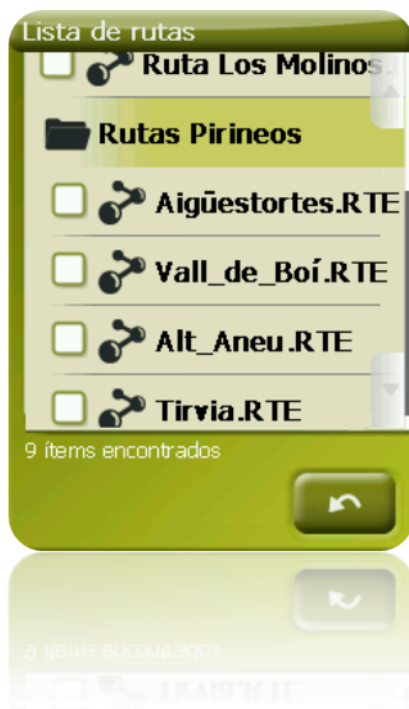 Lista de rutas
Ruta Los Molinos.
Rutas Pirineos
Aigüestortes.RTE
Vall_de_Boí.RTE
Alt_Aneu.RTE
Tirvia.RTE
9 ítems encontrados